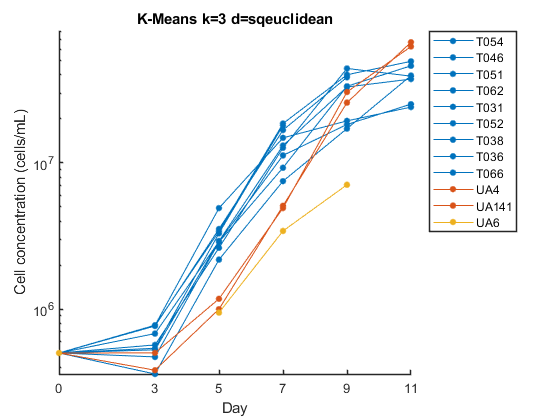 K-Means k=3 d=sqeuclidean
Cell concentration (cells/mL)
10^7
10^6
0 3 5 7 9 11
Day
T054
T046
T051
T062
T031
T052
T038
T036
T066
UA4
UA141
UA6